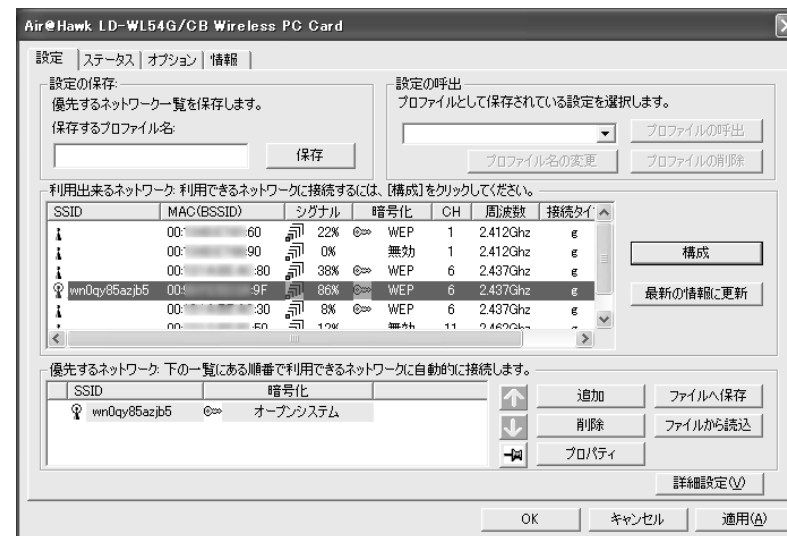 Air@Hawk LD-WL54G/CB Wireless PC Card
設定 ステータス オプション 情報
設定の保存:
優先するネットワーク一覧を保存します。
保存するプロファイル名:
保存
設定の呼出
プロファイルとして保存されている設定を選択します。
プロファイルの呼出
プロファイル名の変更 プロファイルの削除
利用出来るネットワーク: 利用できるネットワークに接続するには、[構成]をクリックしてください。
SSID MAC(BSSID) シグナル 暗号化 CH 周波数 接続タイ
00: :60 22% WEP 1 2.412Ghz g
00: 90 0% 無効 1 2.412Ghz g
00: :80 38% WEP 6 2.437Ghz g
wn0qy85azjb5 00: :9F 86% WEP 6 2.437Ghz g
00: :30 8% WEP 6 2.437Ghz g
00: :50 12% 無効 11 2.462Ghz g
構成
最新の情報に更新
優先するネットワーク: 下の一覧にある順番で利用できるネットワークに自動的に接続します。
SSID 暗号化
wn0qy85azjb5 オープンシステム
追加 ファイルへ保存
削除 ファイルから読込
プロパティ
詳細設定(V)
OK キャンセル 適用(A)